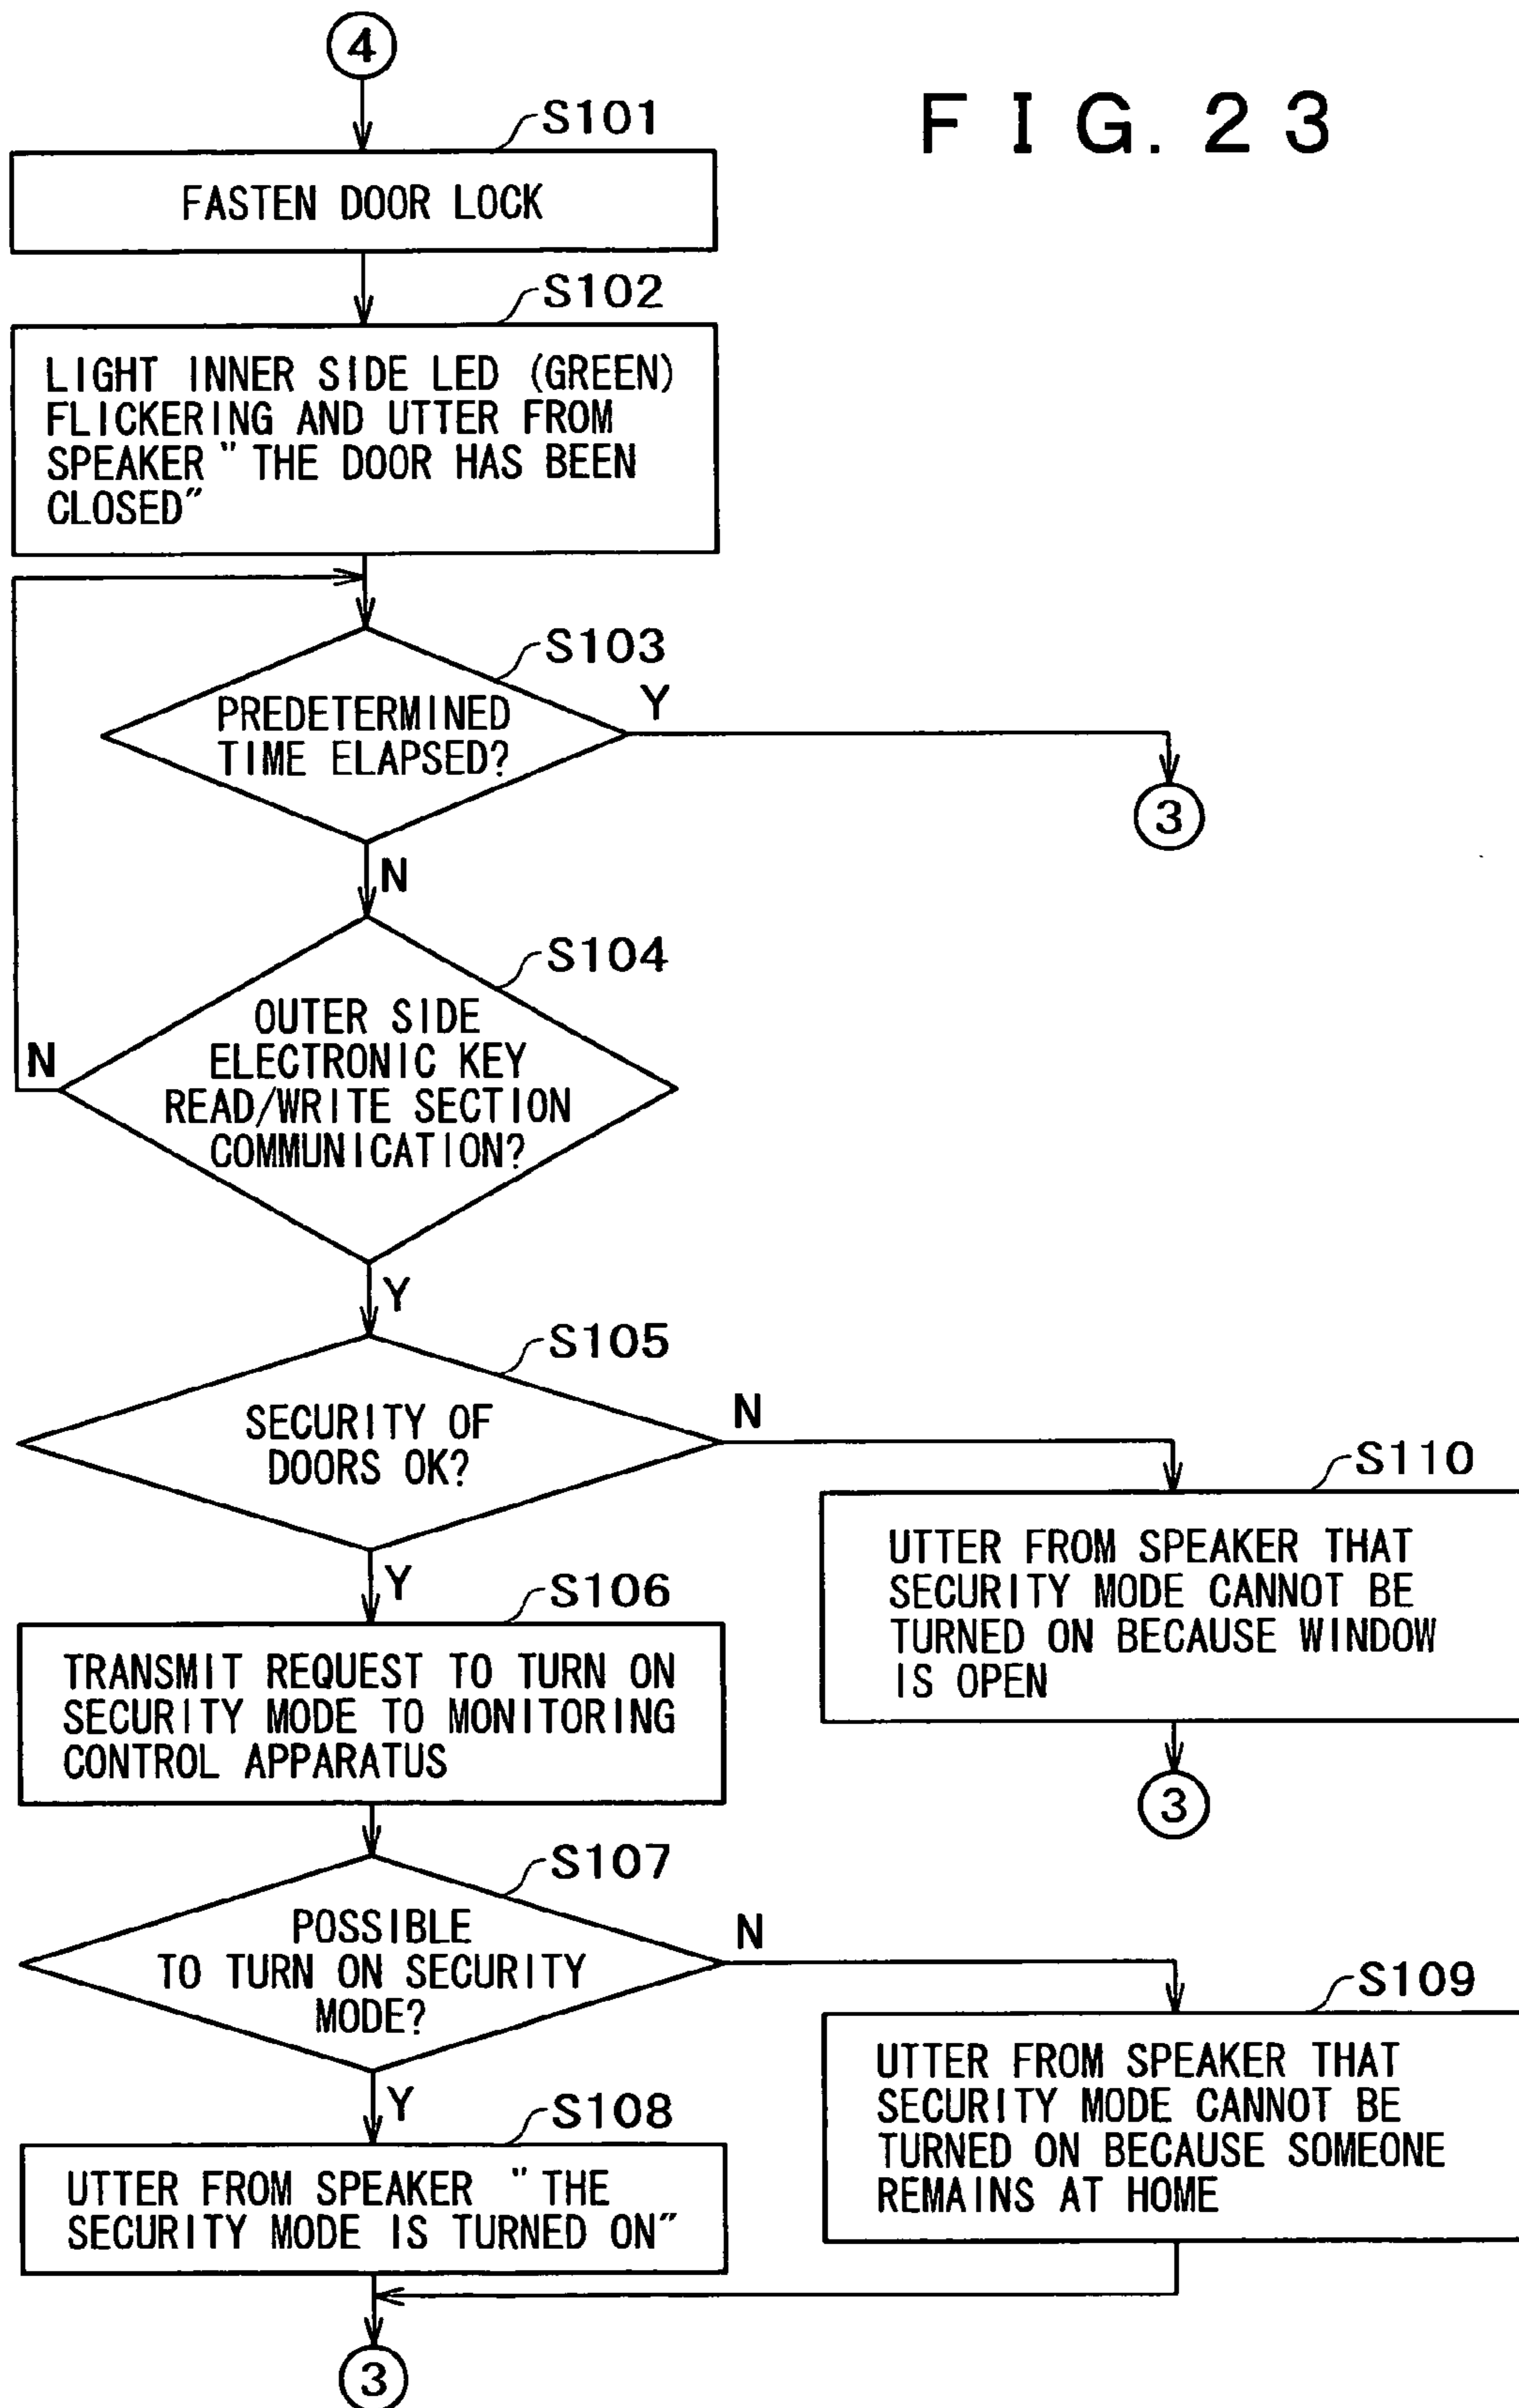 4
FIG. 23
S101
FASTEN DOOR LOCK
S102
LIGHT INNER SIDE LED (GREEN)
FLICKERING AND UTTER FROM
SPEAKER "THE DOOR HAS BEEN
CLOSED"
S103
PREDETERMINED
TIME ELAPSED?
Y
3
N
S104
OUTER SIDE
ELECTRONIC KEY
READ/WRITE SECTION
COMMUNICATION?
N
Y
S105
SECURITY OF
DOORS OK?
N
S110
UTTER FROM SPEAKER THAT
SECURITY MODE CANNOT BE
TURNED ON BECAUSE WINDOW
IS OPEN
3
Y
S106
TRANSMIT REQUEST TO TURN ON
SECURITY MODE TO MONITORING
CONTROL APPARATUS
S107
POSSIBLE
TO TURN ON SECURITY
MODE?
N
S109
UTTER FROM SPEAKER THAT
SECURITY MODE CANNOT BE
TURNED ON BECAUSE SOMEONE
REMAINS AT HOME
Y
S108
UTTER FROM SPEAKER "THE
SECURITY MODE IS TURNED ON"
3